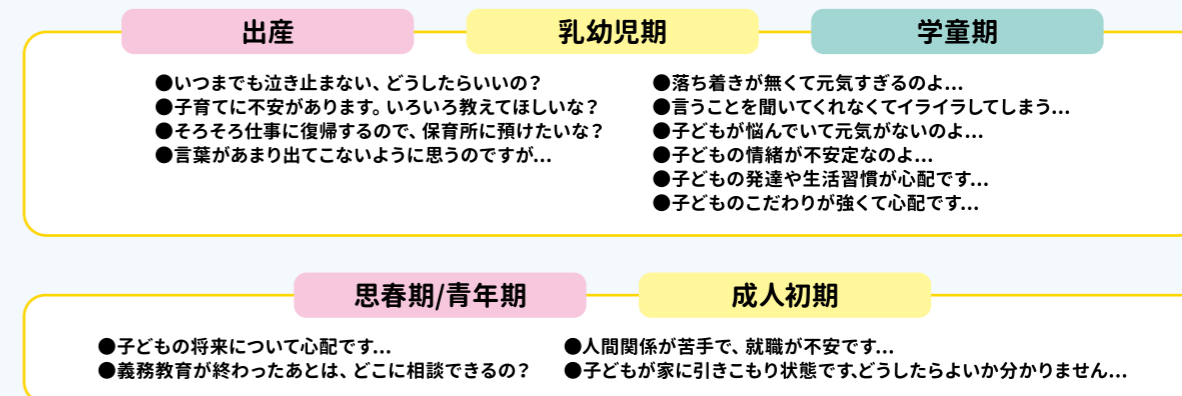 出産
乳幼児期
学童期
●いつまでも泣き止まない、どうしたらいいの？
●子育てに不安があります。いろいろ教えてほしいな？
●そろそろ仕事に復帰するので、保育所に預けたいな？
●言葉があまり出てこないように思うのですが…
●落ち着きが無くて元気すぎるのよ…
●言うことを聞いてくれなくてイライラしてしまう…
●子どもが悩んでいて元気がないのよ…
●子どもの情緒が不安定なのよ…
●子どもの発達や生活習慣が心配です…
●子どものこだわりが強くて心配です…
思春期/青年期
成人初期
●子どもの将来について心配です…
●義務教育が終わったあとは、どこに相談できるの？
●人間関係が苦手で、就職が不安です…
●子どもが家に引きこもり状態です、どうしたらよいか分かりません…